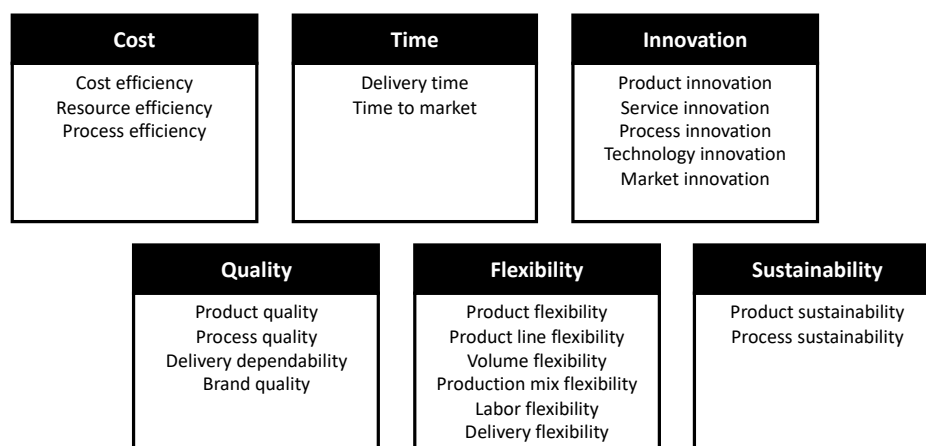 Cost
Cost efficiency
Resource efficiency
Process efficiency
Time
Delivery time
Time to market
Innovation
Product innovation
Service innovation
Process innovation
Technology innovation
Market innovation
Quality
Product quality
Process quality
Delivery dependability
Brand quality
Flexibility
Product flexibility
Product line flexibility
Volume flexibility
Production mix flexibility
Labor flexibility
Delivery flexibility
Sustainability
Product sustainability
Process sustainability